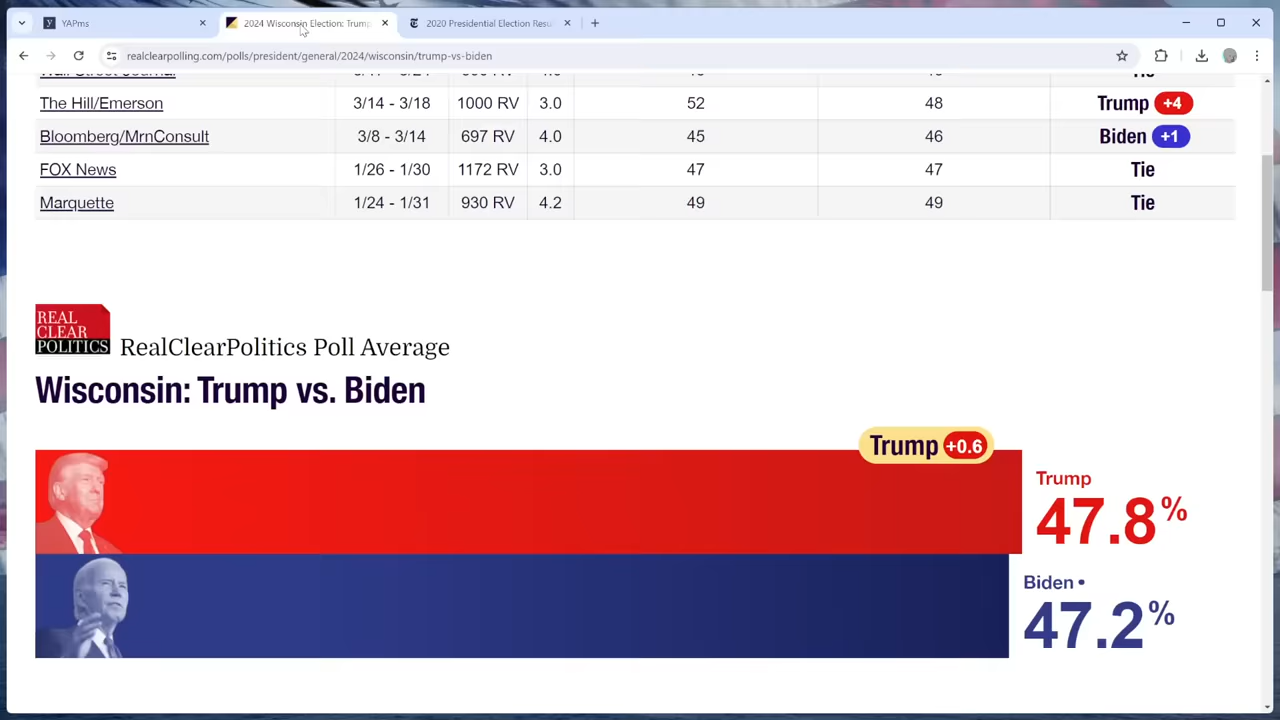 YAPms
2024 Wisconsin Election: Trump
2020 Presidential Election Resu
realclearpolling.com/polls/president/general/2024/wisconsin/trump-vs-biden
Wall Street Journal Tie
The Hill/Emerson 3/14 - 3/18 1000 RV 3.0 52 48 Trump +4
Bloomberg/MrnConsult 3/8 - 3/14 697 RV 4.0 45 46 Biden +1
FOX News 1/26 - 1/30 1172 RV 3.0 47 47 Tie
Marquette 1/24 - 1/31 930 RV 4.2 49 49 Tie
REAL
CLEAR
POLITICS
RealClearPolitics Poll Average
Wisconsin: Trump vs. Biden
Trump +0.6
Trump
47.8%
Biden •
47.2%